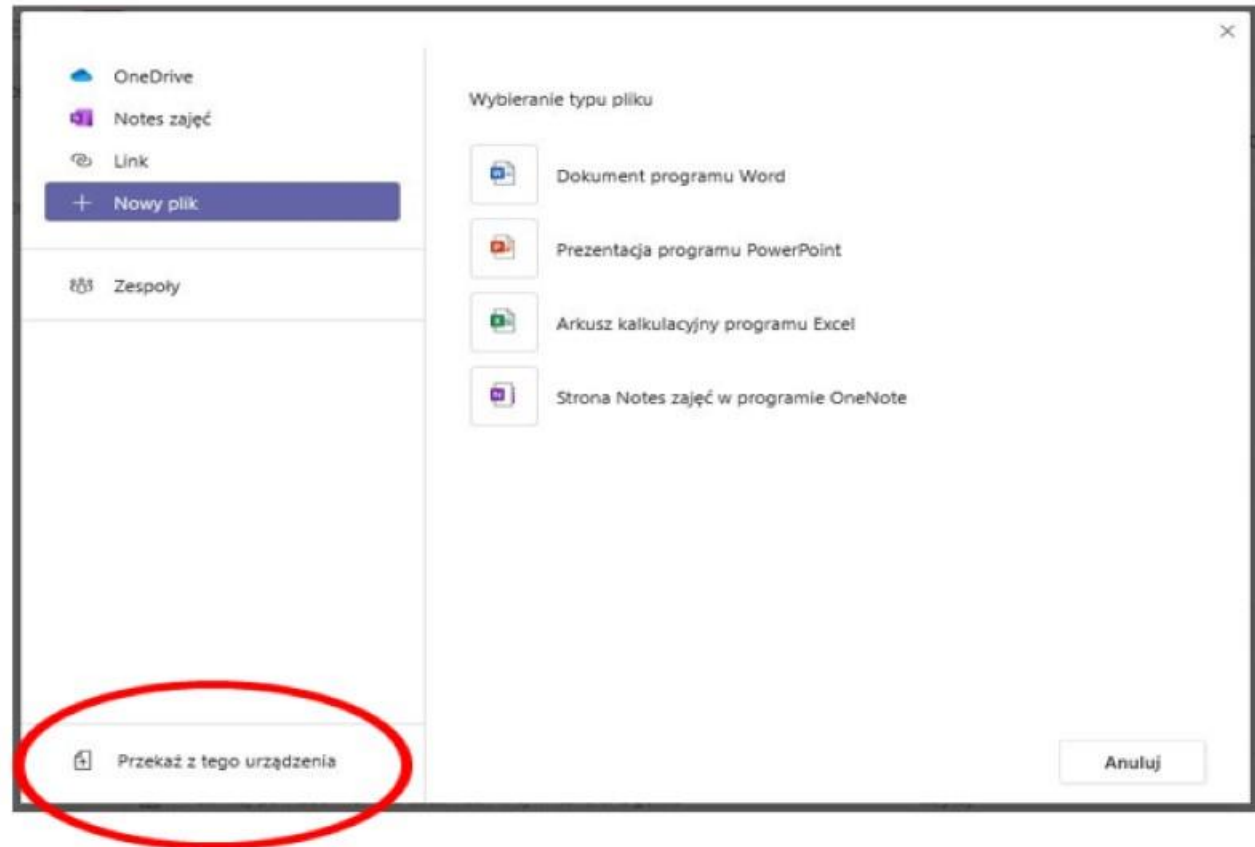 OneDrive
Notes zajęć
Link
Nowy plik
Zespoły
Przekaż z tego urządzenia
Wybieranie typu pliku
Dokument programu Word
Prezentacja programu PowerPoint
Arkusz kalkulacyjny programu Excel
Strona Notes zajęć w programie OneNote
Anuluj